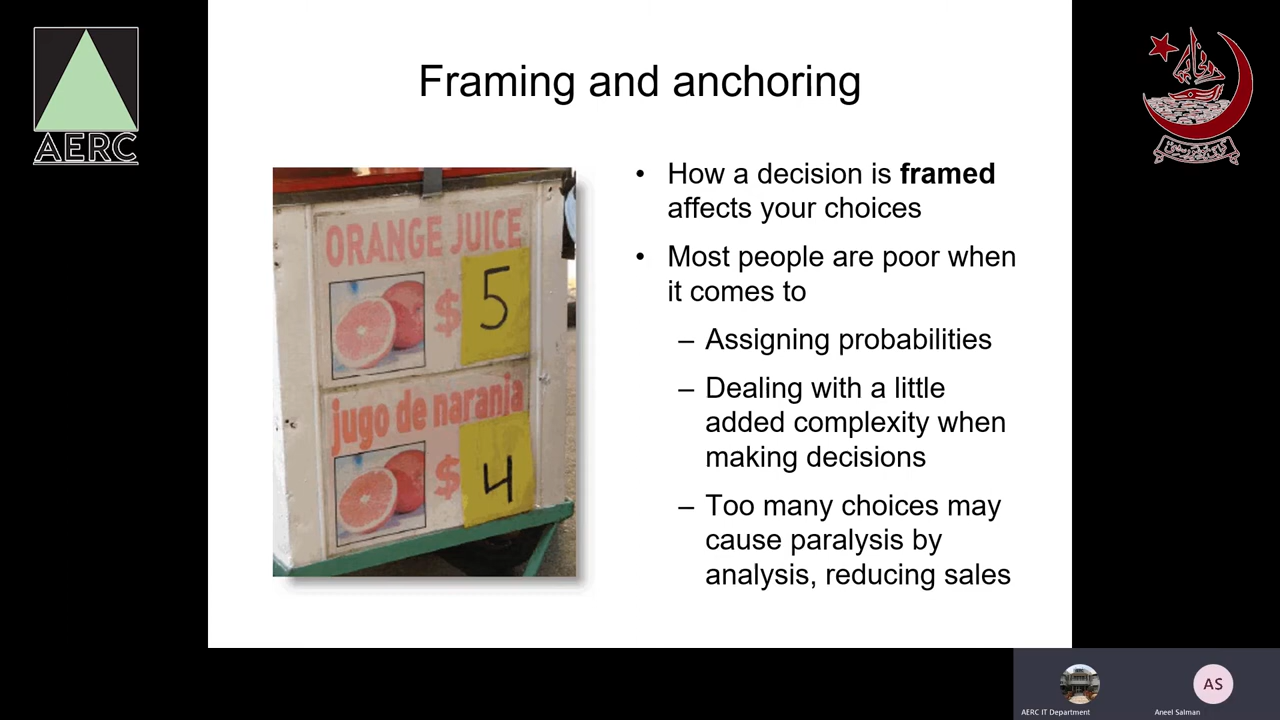 Framing and anchoring
AERC
ORANGE JUICE
$ 5
jugo de naranja
$ 4
• How a decision is framed
affects your choices
• Most people are poor when
it comes to
– Assigning probabilities
– Dealing with a little
added complexity when
making decisions
– Too many choices may
cause paralysis by
analysis, reducing sales
AS
AERC IT Department
Aneel Salman